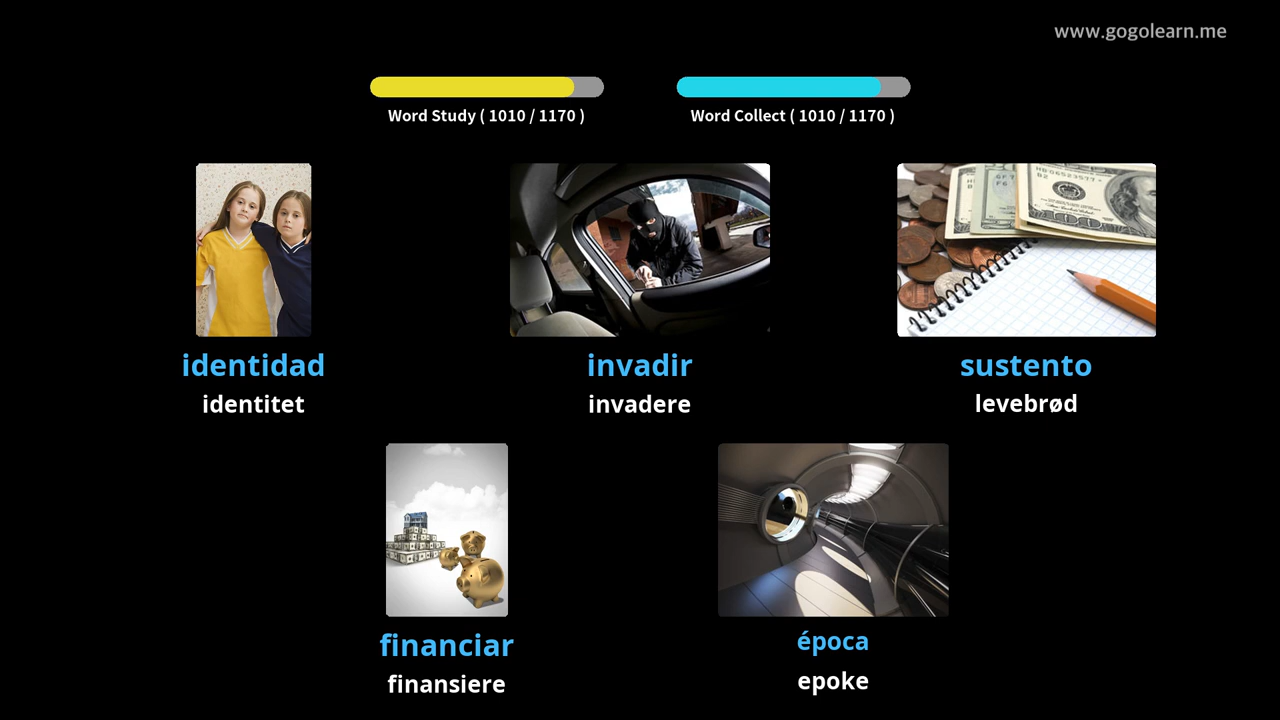 www.gogolearn.me
Word Study ( 1010 / 1170 )
Word Collect ( 1010 / 1170 )
identidad
identitet
invadir
invadere
sustento
levebrød
financiar
finansiere
época
epoke